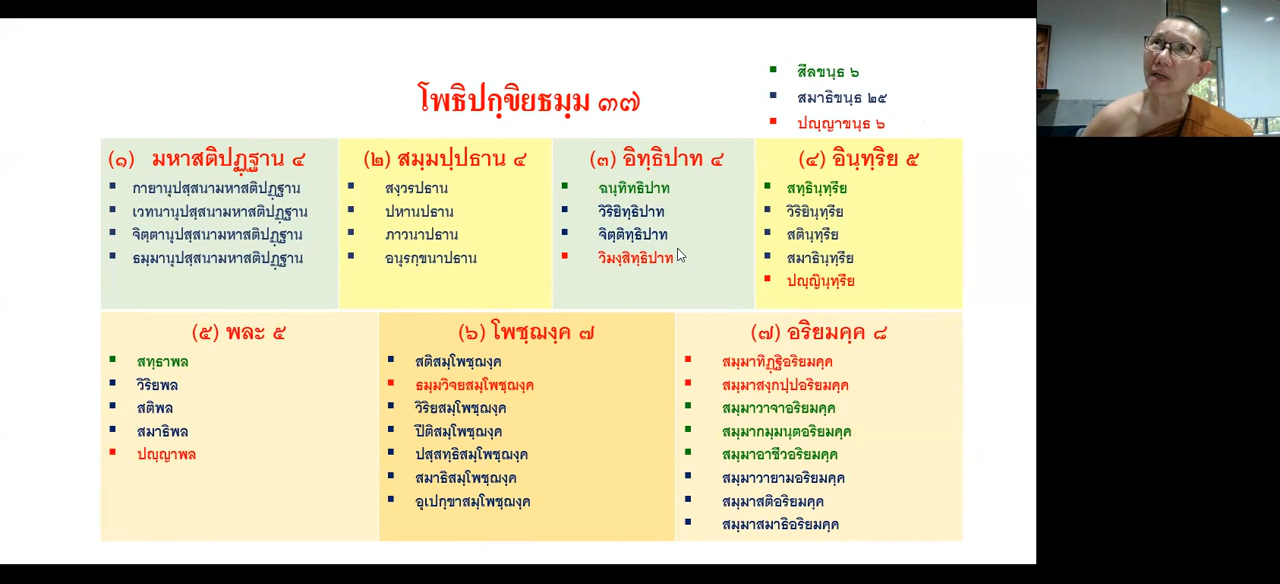 สีลขนฺธ ๖
สมาธิขนฺธ ๒๕
ปญฺญาขนฺธ ๖
โพธิปกฺขิยธมฺม ๓๗
(๑) มหาสติปฏฺฐาน ๔
กายานุปสฺสนามหาสติปฏฺฐาน
เวทนานุปสฺสนามหาสติปฏฺฐาน
จิตฺตานุปสฺสนามหาสติปฏฺฐาน
ธมฺมานุปสฺสนามหาสติปฏฺฐาน
(๒) สมฺมปฺปธาน ๔
สงฺวรปธาน
ปหานปธาน
ภาวนาปธาน
อนุรกฺขนาปธาน
(๓) อิทฺธิปาท ๔
ฉนฺทิทธิปาท
วิริยิทฺธิปาท
จิตฺติทฺธิปาท
วิมงฺสิทฺธิปาท
(๔) อินฺทฺริย ๕
สทฺธินฺทฺรีย
วิริยินฺทฺรีย
สตินฺทฺรีย
สมาธินฺทฺรีย
ปญฺญินฺทฺรีย
(๕) พละ ๕
สทฺธาพล
วิริยพล
สติพล
สมาธิพล
ปญฺญาพล
(๖) โพชฺฌงฺค ๗
สติสมฺโพชฺฌงฺค
ธมฺมวิจยสมฺโพชฺฌงฺค
วิริยสมฺโพชฺฌงฺค
ปีติสมฺโพชฺฌงฺค
ปสฺสทฺธิสมฺโพชฺฌงฺค
สมาธิสมฺโพชฺฌงฺค
อุเปกฺขาสมฺโพชฺฌงฺค
(๗) อริยมคฺค ๘
สมฺมาทิฏฺฐิอริยมคฺค
สมฺมาสงฺกปฺปอริยมคฺค
สมฺมาวาจาอริยมคฺค
สมฺมากมฺมนฺตอริยมคฺค
สมฺมาอาชีวอริยมคฺค
สมฺมาวายามอริยมคฺค
สมฺมาสติอริยมคฺค
สมฺมาสมาธิอริยมคฺค